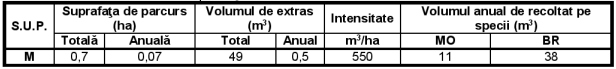 S.U.P. Suprafaţa de parcurs (ha) Volumul de extras (m³) Intensitate Volumul anual de recoltat pe specii (m³)
Totală Anuală Total Anual m³/ha MO BR
M 0,7 0,07 49 0,5 550 11 38